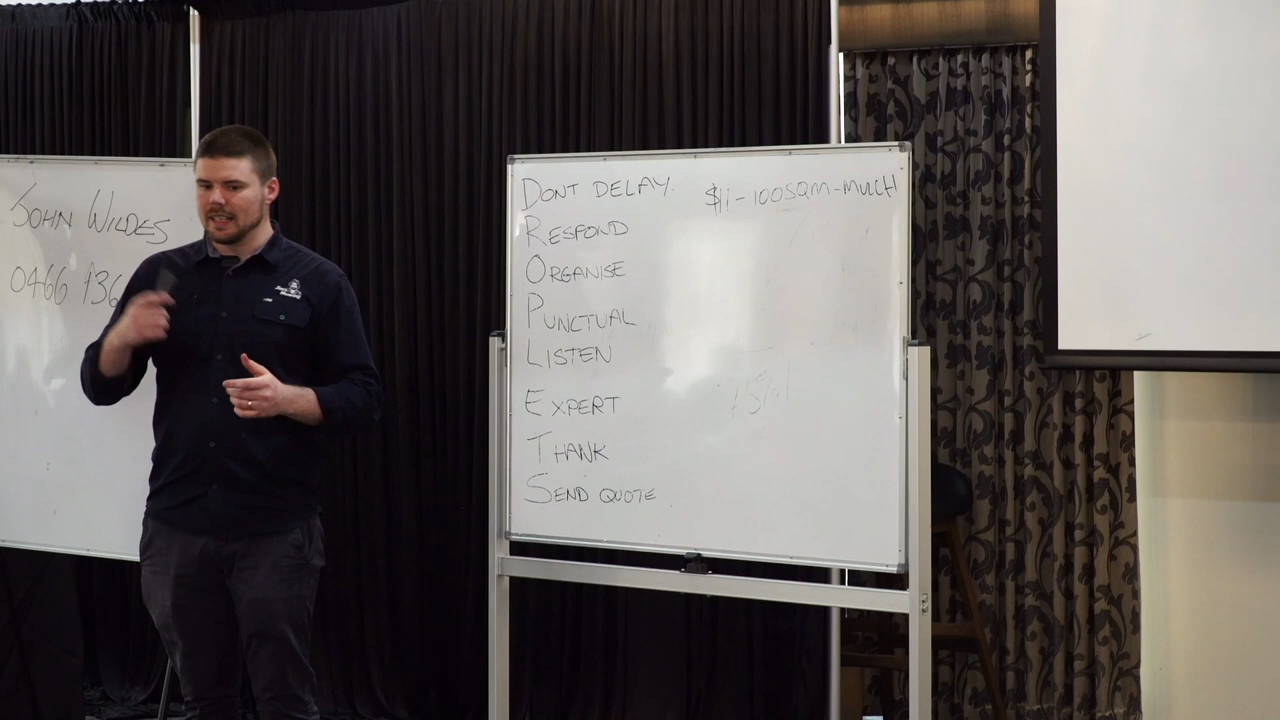 JOHN WILDES
0466 136
DONT DELAY.
$11-100SQM-MULCH
RESPOND
ORGANISE
PUNCTUAL
LISTEN
EXPERT
THANK
SEND QUOTE